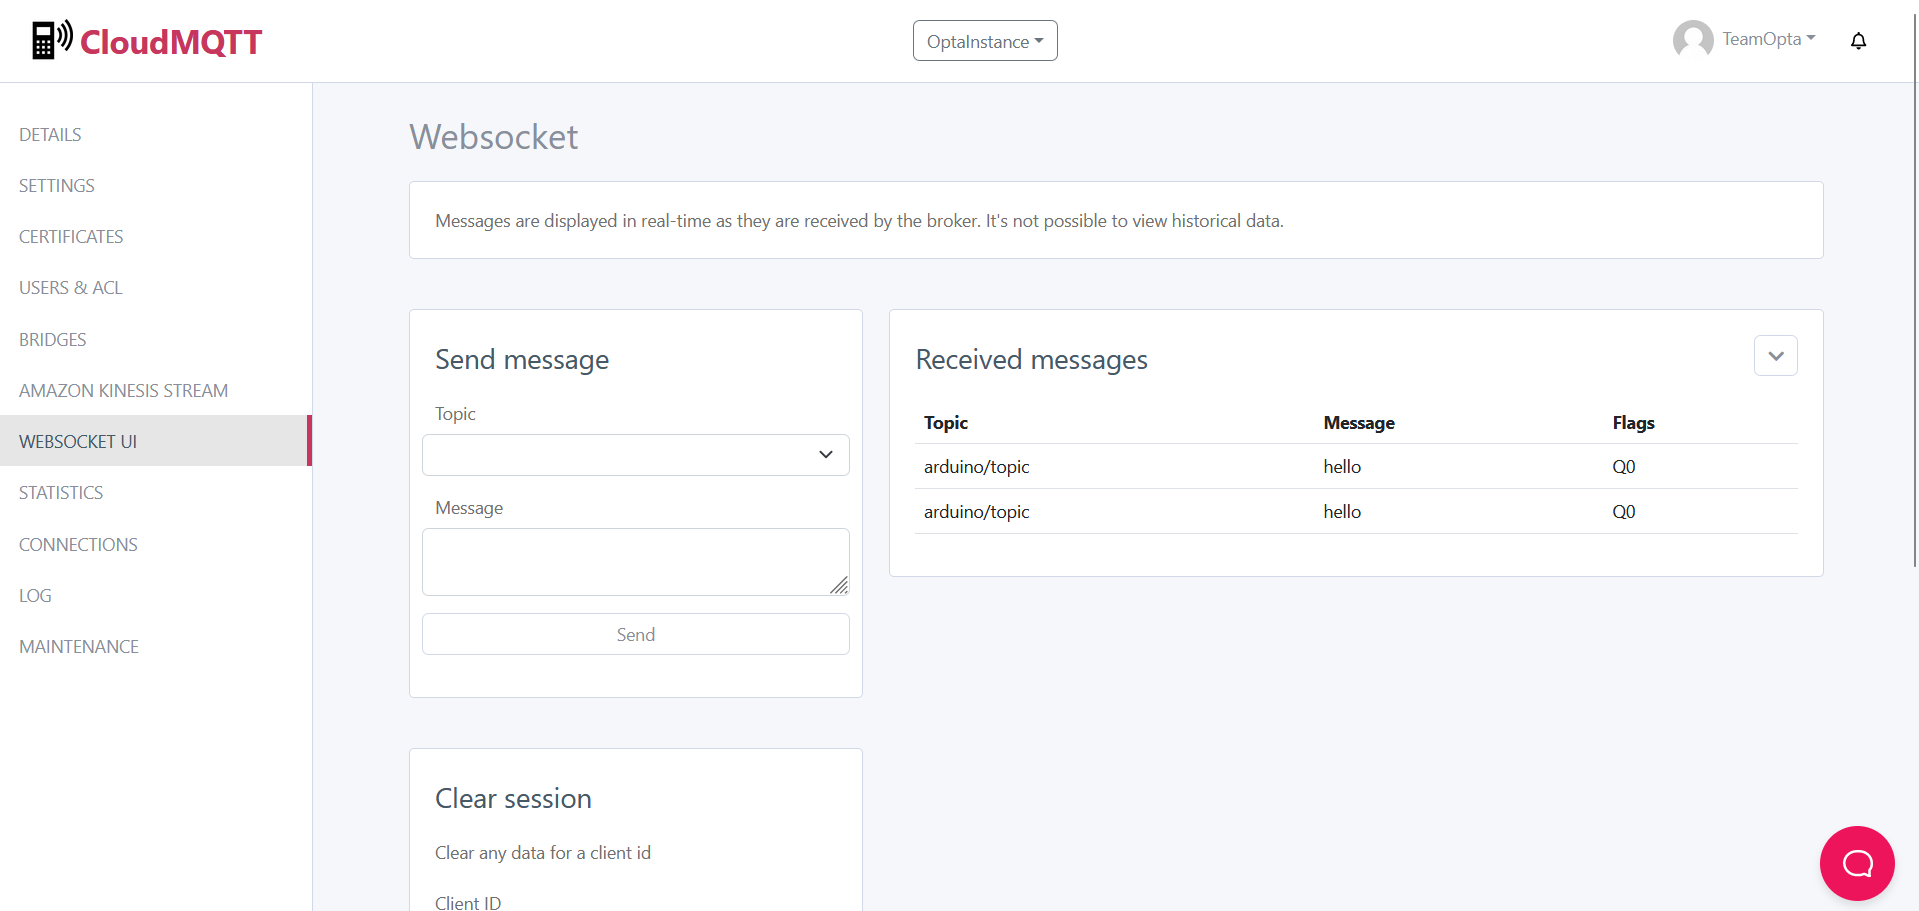 CloudMQTT
OptaInstance
TeamOpta
DETAILS
SETTINGS
CERTIFICATES
USERS & ACL
BRIDGES
AMAZON KINESIS STREAM
WEBSOCKET UI
STATISTICS
CONNECTIONS
LOG
MAINTENANCE
Websocket
Messages are displayed in real-time as they are received by the broker. It's not possible to view historical data.
Send message
Topic
Message
Send
Received messages
Topic Message Flags
arduino/topic hello Q0
arduino/topic hello Q0
Clear session
Clear any data for a client id
Client ID